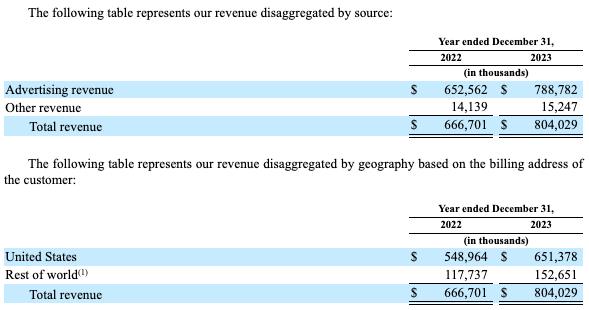 The following table represents our revenue disaggregated by source:
Year ended December 31,
2022 2023
(in thousands)
Advertising revenue $ 652,562 $ 788,782
Other revenue 14,139 15,247
Total revenue $ 666,701 $ 804,029
The following table represents our revenue disaggregated by geography based on the billing address of
the customer:
Year ended December 31,
2022 2023
(in thousands)
United States $ 548,964 $ 651,378
Rest of world(1) 117,737 152,651
Total revenue $ 666,701 $ 804,029